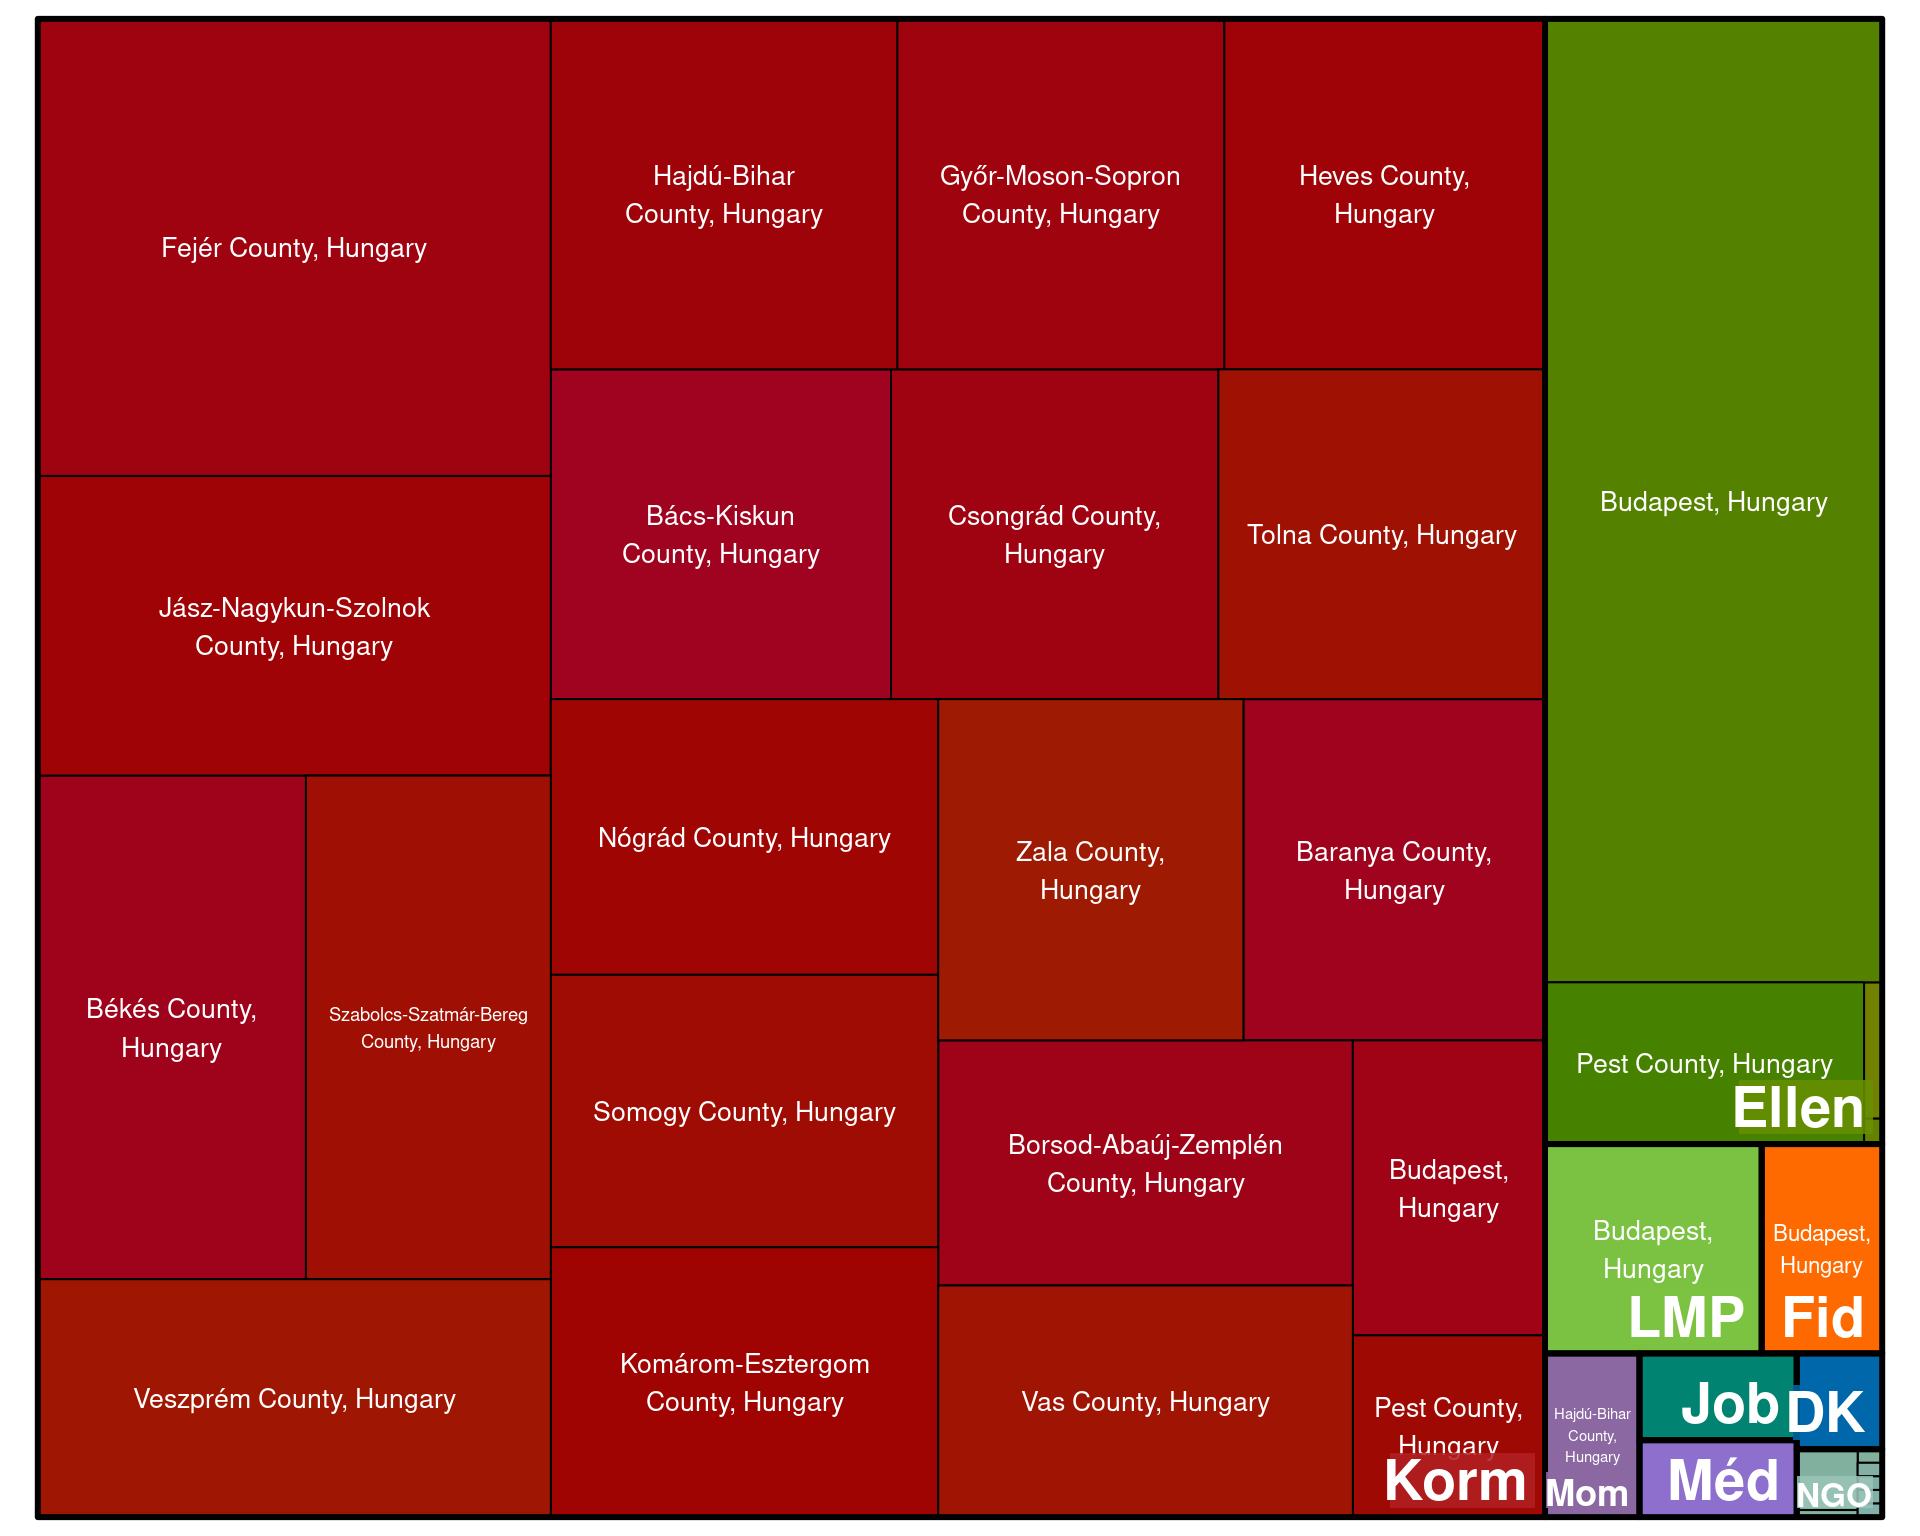 Fejér County, Hungary
Hajdú-Bihar
County, Hungary
Győr-Moson-Sopron
County, Hungary
Heves County,
Hungary
Budapest, Hungary
Jász-Nagykun-Szolnok
County, Hungary
Bács-Kiskun
County, Hungary
Csongrád County,
Hungary
Tolna County, Hungary
Békés County,
Hungary
Szabolcs-Szatmár-Bereg
County, Hungary
Nógrád County, Hungary
Zala County,
Hungary
Baranya County,
Hungary
Pest County, Hungary
Ellen
Somogy County, Hungary
Borsod-Abaúj-Zemplén
County, Hungary
Budapest,
Hungary
Budapest,
Hungary
LMP
Budapest,
Hungary
Fid
Veszprém County, Hungary
Komárom-Esztergom
County, Hungary
Vas County, Hungary
Pest County,
Hungary
Korm
Hajdú-Bihar
County,
Hungary
Mom
Job
DK
Méd
NGO